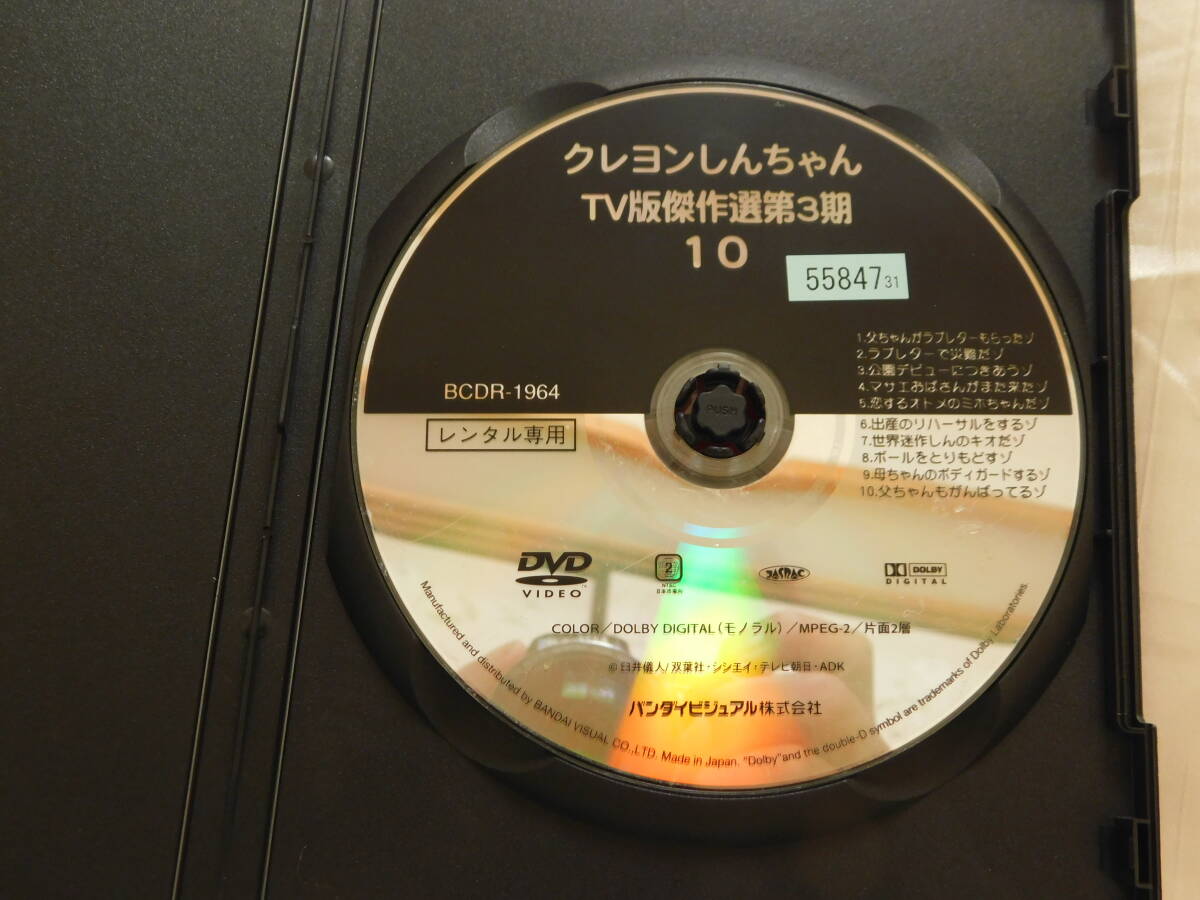 クレヨンしんちゃん
TV版傑作選第3期
10
55847 31
1.父ちゃんがラブレターもらったゾ
2.ラブレターで災難だゾ
3.公園デビューにつきあうゾ
4.マサエおばさんがまた来たゾ
5.恋するオトメのミホちゃんだゾ
6.出産のリハーサルをするゾ
7.世界迷作しんのキオだゾ
8.ボールをとりもどすゾ
9.母ちゃんのボディガードするゾ
10.父ちゃんもがんばってるゾ
BCDR-1964
レンタル専用
PUSH
DVD
VIDEO
2
NTSC
日本市場向
JASRAC
DOLBY
DIGITAL
COLOR／DOLBY DIGITAL（モノラル）／MPEG-2／片面2層
©臼井儀人/双葉社・シンエイ・テレビ朝日・ADK
バンダイビジュアル株式会社
Manufactured and distributed by BANDAI VISUAL CO.,LTD. Made in Japan. "Dolby"and the double-D symbol are trademarks of Dolby Laboratories.